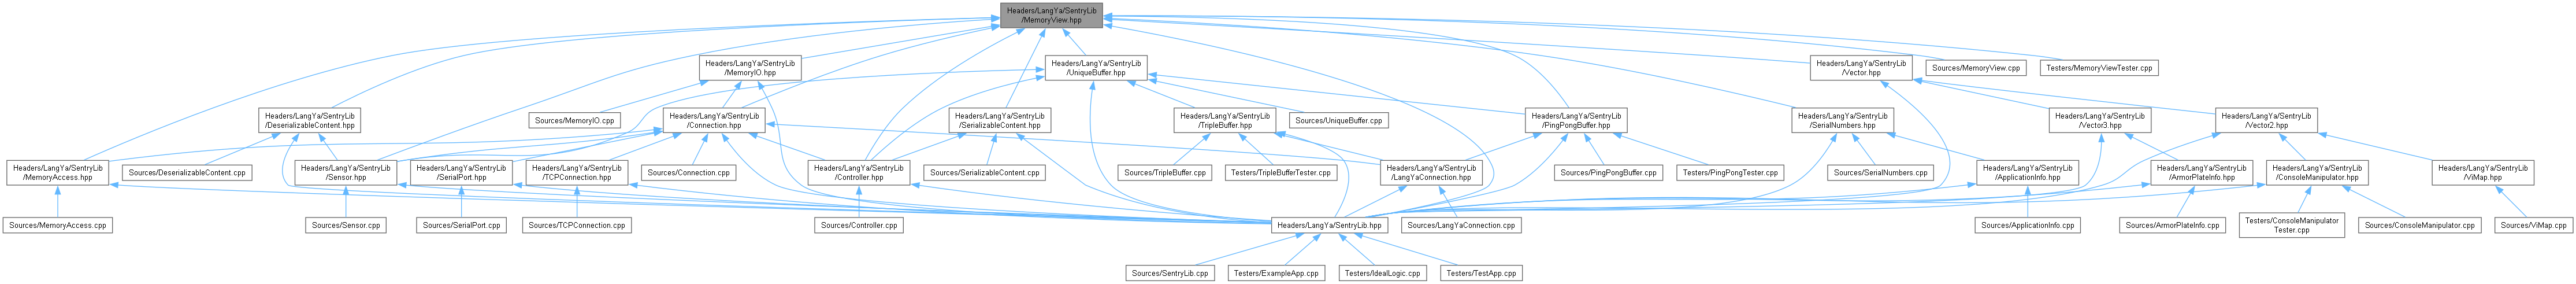 Headers/LangYa/SentryLib
/MemoryView.hpp
Headers/LangYa/SentryLib
/MemoryIO.hpp
Headers/LangYa/SentryLib
/UniqueBuffer.hpp
Headers/LangYa/SentryLib
/Vector.hpp
Sources/MemoryView.cpp
Testers/MemoryViewTester.cpp
Headers/LangYa/SentryLib
/DeserializableContent.hpp
Sources/MemoryIO.cpp
Headers/LangYa/SentryLib
/Connection.hpp
Headers/LangYa/SentryLib
/SerializableContent.hpp
Headers/LangYa/SentryLib
/TripleBuffer.hpp
Sources/UniqueBuffer.cpp
Headers/LangYa/SentryLib
/PingPongBuffer.hpp
Headers/LangYa/SentryLib
/SerialNumbers.hpp
Headers/LangYa/SentryLib
/Vector3.hpp
Headers/LangYa/SentryLib
/Vector2.hpp
Headers/LangYa/SentryLib
/MemoryAccess.hpp
Sources/DeserializableContent.cpp
Headers/LangYa/SentryLib
/Sensor.hpp
Headers/LangYa/SentryLib
/SerialPort.hpp
Headers/LangYa/SentryLib
/TCPConnection.hpp
Sources/Connection.cpp
Headers/LangYa/SentryLib
/Controller.hpp
Sources/SerializableContent.cpp
Sources/TripleBuffer.cpp
Testers/TripleBufferTester.cpp
Headers/LangYa/SentryLib
/LangYaConnection.hpp
Sources/PingPongBuffer.cpp
Testers/PingPongTester.cpp
Sources/SerialNumbers.cpp
Headers/LangYa/SentryLib
/ApplicationInfo.hpp
Headers/LangYa/SentryLib
/ArmorPlateInfo.hpp
Headers/LangYa/SentryLib
/ConsoleManipulator.hpp
Headers/LangYa/SentryLib
/ViMap.hpp
Sources/MemoryAccess.cpp
Sources/Sensor.cpp
Sources/SerialPort.cpp
Sources/TCPConnection.cpp
Sources/Controller.cpp
Headers/LangYa/SentryLib.hpp
Sources/LangYaConnection.cpp
Sources/ApplicationInfo.cpp
Sources/ArmorPlateInfo.cpp
Testers/ConsoleManipulator
Tester.cpp
Sources/ConsoleManipulator.cpp
Sources/ViMap.cpp
Sources/SentryLib.cpp
Testers/ExampleApp.cpp
Testers/IdealLogic.cpp
Testers/TestApp.cpp